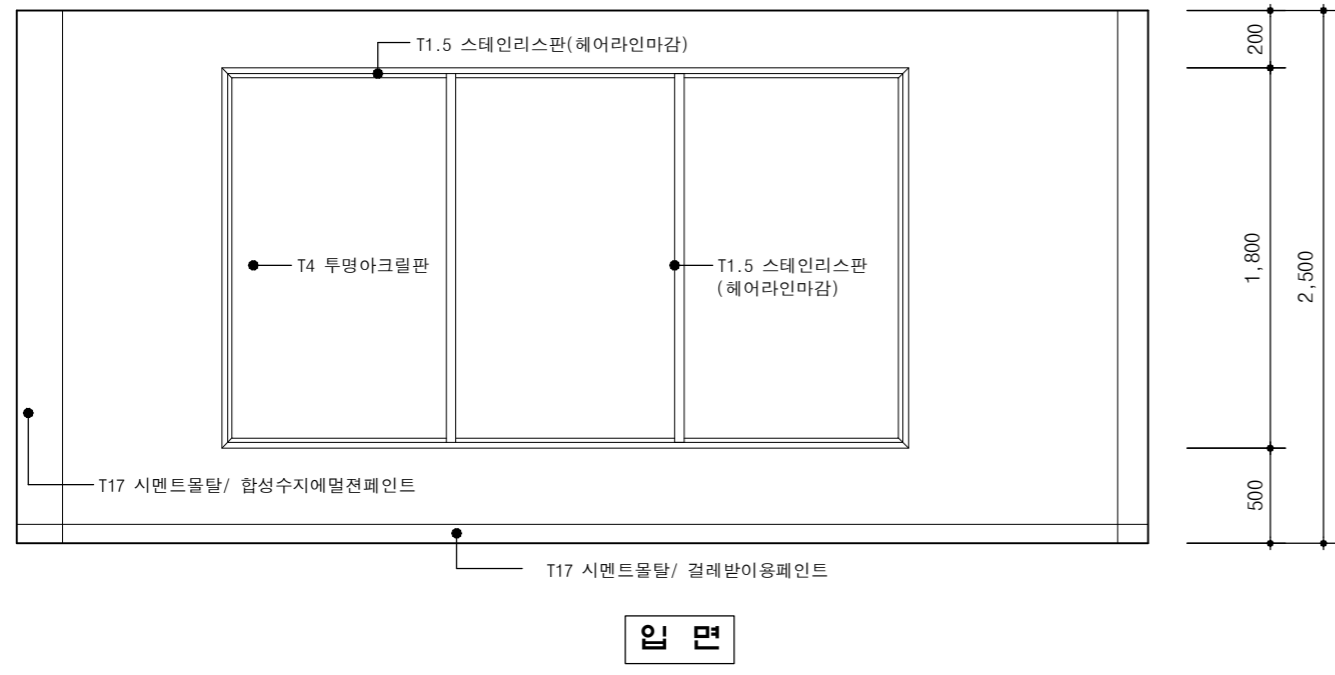 T1.5 스테인리스판(헤어라인마감)
T4 투명아크릴판
T1.5 스테인리스판
(헤어라인마감)
T17 시멘트몰탈/ 합성수지에멀젼페인트
T17 시멘트몰탈/ 걸레받이용페인트
200
1,800
2,500
500
입 면